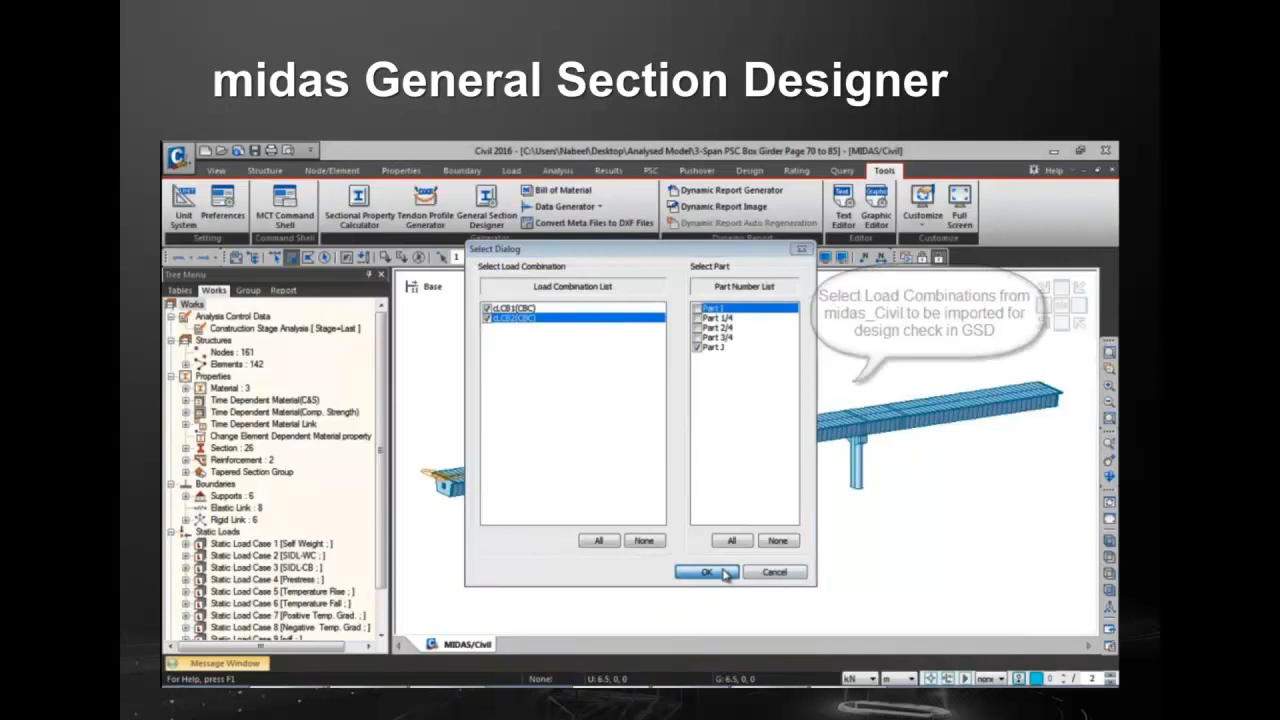 midas General Section Designer
Civil 2016 - [C:\Users\Nabeel\Desktop\Analysed Model\3-Span PSC Box Girder Page 70 to 85] - [MIDAS/Civil]
View Structure Node/Element Properties Boundary Load Analysis Results PSC Pushover Design Rating Query Tools Help
Unit System
Preferences
Setting
MCT Command Shell
Command Shell
Sectional Property Calculator
Tendon Profile Generator
General Section Designer
Bill of Material
Data Generator
Convert Meta Files to DXF Files
Dynamic Report Generator
Dynamic Report Image
Dynamic Report Auto Regeneration
Text Editor
Graphic Editor
Editor
Customize
Full Screen
Customize
1
Tree Menu
Tables Works Group Report
Works
Analysis Control Data
Construction Stage Analysis [ Stage=Last ]
Structures
Nodes : 161
Elements : 142
Properties
Material : 3
Time Dependent Material(C&S)
Time Dependent Material(Comp. Strength)
Time Dependent Material Link
Change Element Dependent Material property
Section : 26
Reinforcement : 2
Tapered Section Group
Boundaries
Supports : 6
Elastic Link : 8
Rigid Link : 6
Static Loads
Static Load Case 1 [Self Weight ; ]
Static Load Case 2 [SIDL-WC ; ]
Static Load Case 3 [SIDL-CB ; ]
Static Load Case 4 [Prestress ; ]
Static Load Case 5 [Temperature Rise ; ]
Static Load Case 6 [Temperature Fall ; ]
Static Load Case 7 [Positive Temp. Grad. ; ]
Static Load Case 8 [Negative Temp. Grad ; ]
Base
Select Dialog
Select Load Combination
Load Combination List
cLCB1(CBC)
cLCB2(CBC)
All None
Select Part
Part Number List
Part I
Part 1/4
Part 2/4
Part 3/4
Part J
All None
OK Cancel
Select Load Combinations from
midas_Civil to be imported for
design check in GSD
MIDAS/Civil
Message Window
For Help, press F1
None!
U: 6.5, 0, 0
G: 6.5, 0, 0
kN
m
none
0 / 2